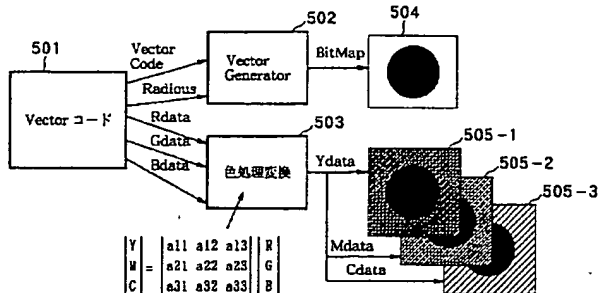 501
502
503
504
505-1
505-2
505-3
Vector コード
Vector
Code
Radious
Rdata
Gdata
Bdata
Vector
Generator
BitMap
色処理変換
Ydata
Mdata
Cdata
Y a11 a12 a13 R
M = a21 a22 a23 G
C a31 a32 a33 B